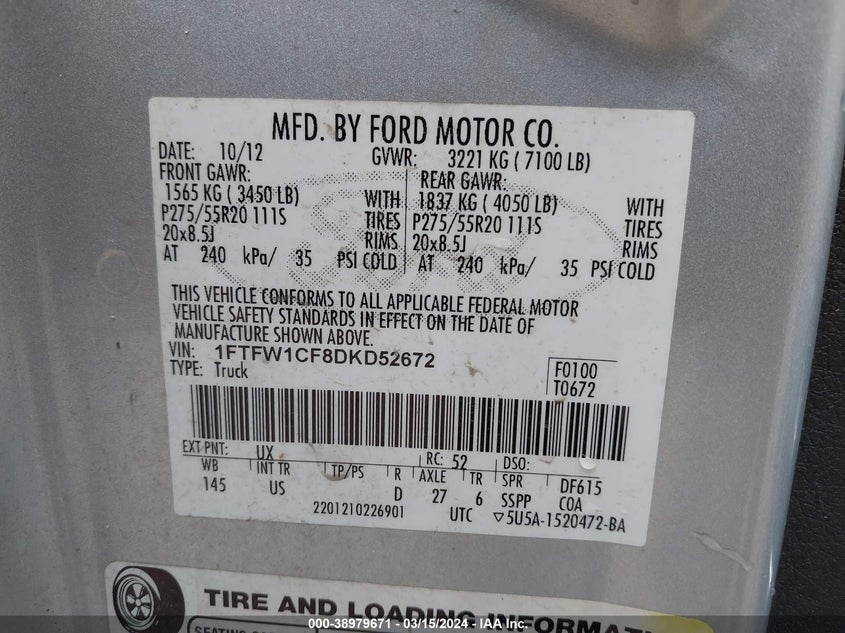 MFD. BY FORD MOTOR CO.
DATE: 10/12 GVWR: 3221 KG ( 7100 LB)
FRONT GAWR: REAR GAWR:
1565 KG ( 3450 LB) WITH 1837 KG ( 4050 LB) WITH
P275/55R20 111S TIRES P275/55R20 111S TIRES
20x8.5J RIMS 20x8.5J RIMS
AT 240 kPa/ 35 PSI COLD AT 240 kPa/ 35 PSI COLD
THIS VEHICLE CONFORMS TO ALL APPLICABLE FEDERAL MOTOR
VEHICLE SAFETY STANDARDS IN EFFECT ON THE DATE OF
MANUFACTURE SHOWN ABOVE.
VIN: 1FTFW1CF8DKD52672 F0100
TYPE: Truck T0672
EXT PNT: UX RC: 52 DSO:
WB INT TR TP/PS R AXLE TR SPR DF615
145 US D 27 6 SSPP COA
2201210226901 UTC ▽5U5A-1520472-BA
TIRE AND LOADING INFORMAT
000-38979671 - 03/15/2024 - IAA Inc.